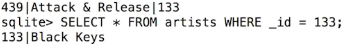 439|Attack & Release|133
sqlite> SELECT * FROM artists WHERE _id = 133;
133|Black Keys